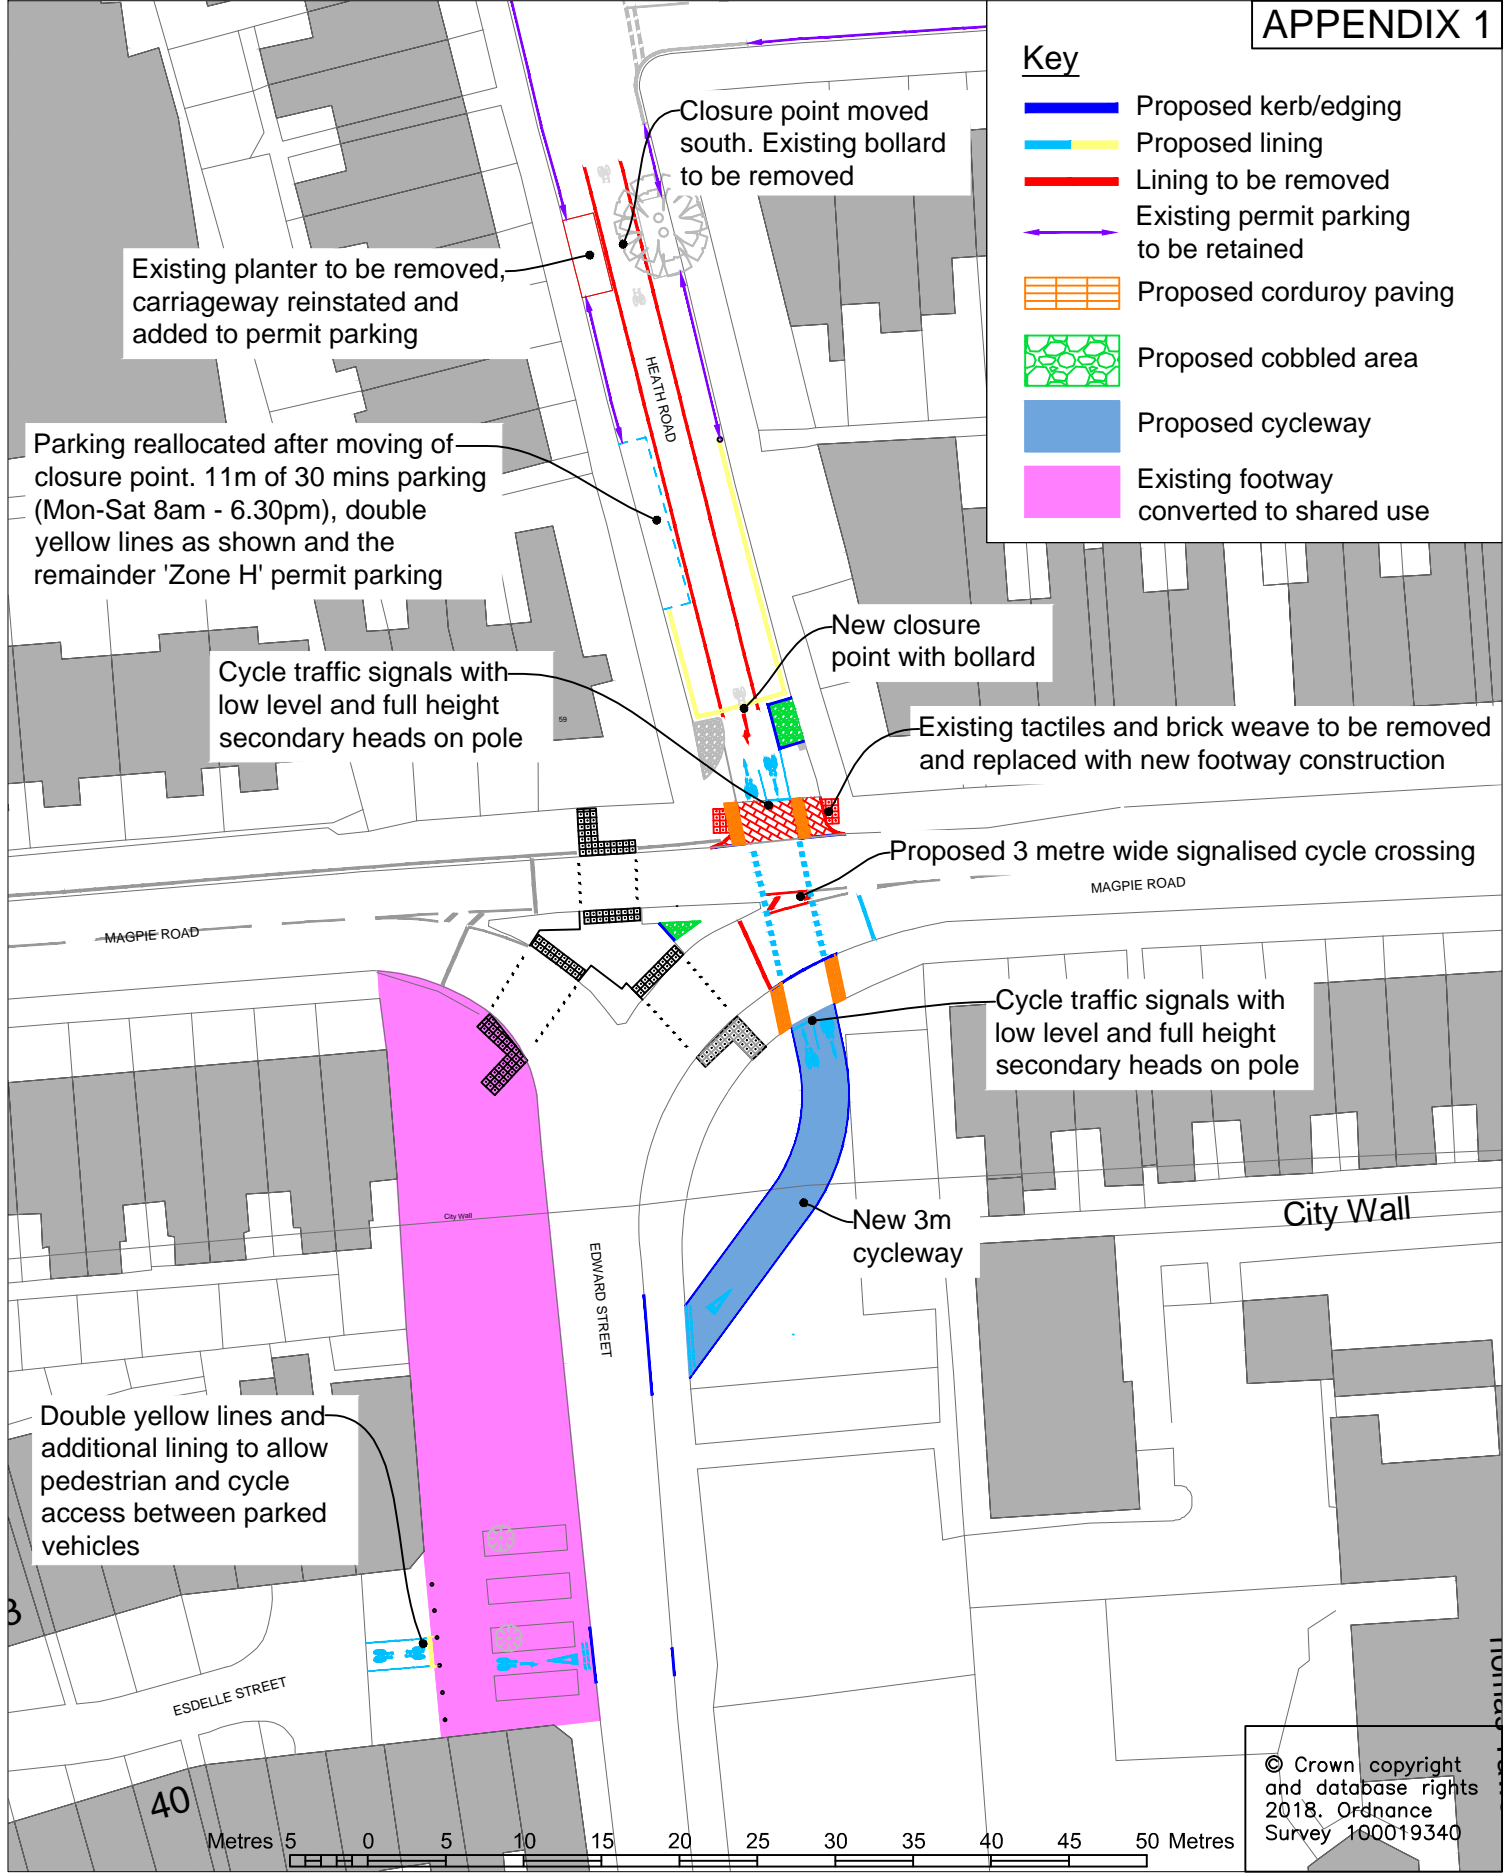 APPENDIX 1
Key
Proposed kerb/edging
Proposed lining
Lining to be removed
Existing permit parking
to be retained
Proposed corduroy paving
Proposed cobbled area
Proposed cycleway
Existing footway
converted to shared use
Closure point moved
south. Existing bollard
to be removed
Existing planter to be removed,
carriageway reinstated and
added to permit parking
HEATH ROAD
Parking reallocated after moving of
closure point. 11m of 30 mins parking
(Mon-Sat 8am - 6.30pm), double
yellow lines as shown and the
remainder 'Zone H' permit parking
New closure
point with bollard
Cycle traffic signals with
low level and full height
secondary heads on pole
59
Existing tactiles and brick weave to be removed
and replaced with new footway construction
Proposed 3 metre wide signalised cycle crossing
MAGPIE ROAD
MAGPIE ROAD
Cycle traffic signals with
low level and full height
secondary heads on pole
City Wall
City Wall
New 3m
cycleway
EDWARD STREET
Double yellow lines and
additional lining to allow
pedestrian and cycle
access between parked
vehicles
ESDELLE STREET
40
Metres 5 0 5 10 15 20 25 30 35 40 45 50 Metres
© Crown copyright
and database rights
2018. Ordnance
Survey 100019340